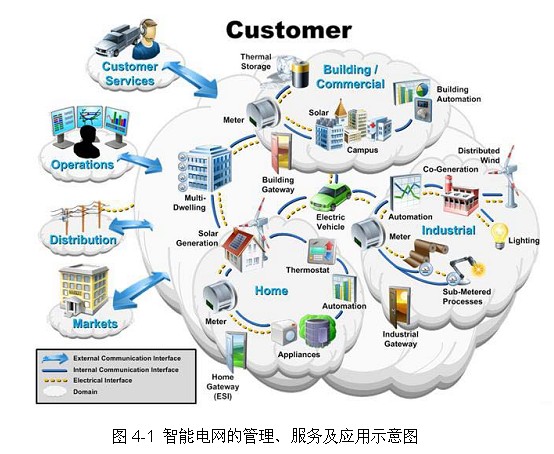 Customer
Customer
Services
Thermal
Storage
Building /
Commercial
Building
Automation
Meter
Solar
Campus
Operations
Multi-
Dwelling
Building
Gateway
Distributed
Wind
Co-Generation
Electric
Vehicle
Automation
Industrial
Meter
Lighting
Distribution
Solar
Generation
Thermostat
Sub-Metered
Processes
Home
Automation
Markets
Meter
Appliances
Industrial
Gateway
Home
Gateway
(ESI)
External Communication Interface
Internal Communication Interface
Electrical Interface
Domain
图 4-1 智能电网的管理、服务及应用示意图